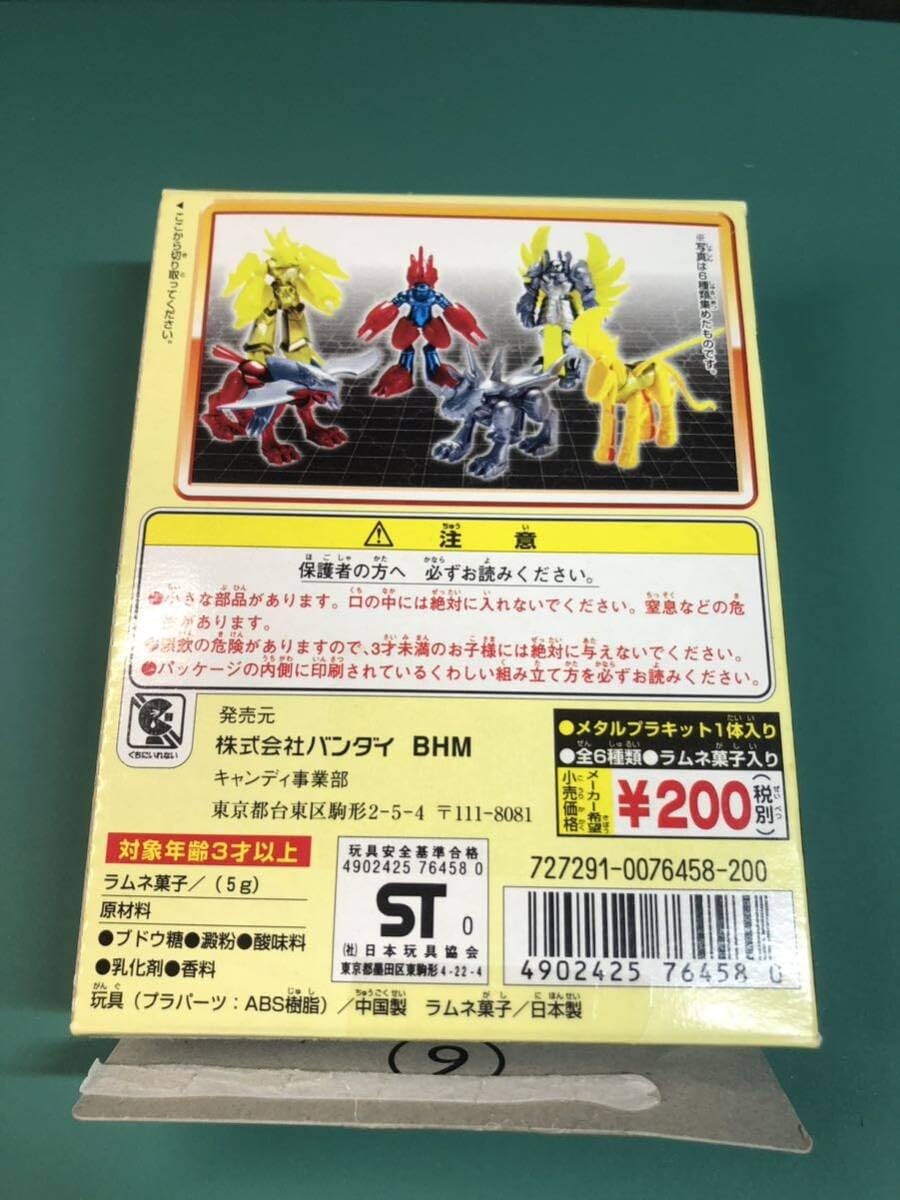 ▲ここから切り取ってください。
※写真は6種類集めたものです。
⚠ 注意
保護者の方へ 必ずお読みください。
●小さな部品があります。口の中には絶対に入れないでください。窒息などの危
険があります。
●誤飲の危険がありますので、3才未満のお子様には絶対に与えないでください。
●パッケージの内側に印刷されているくわしい組み立て方を必ずお読みください。
くちにいれない
発売元
株式会社バンダイ BHM
キャンディ事業部
東京都台東区駒形2-5-4 〒111-8081
●メタルプラキット1体入り
●全6種類●ラムネ菓子入り
メーカー希望小売価格 ¥200(税別)
対象年齢3才以上
ラムネ菓子/(5g)
原材料
●ブドウ糖●澱粉●酸味料
●乳化剤●香料
玩具(プラパーツ:ABS樹脂)/中国製 ラムネ菓子/日本製
玩具安全基準合格
4902425 76458 0
ST 0
(社)日本玩具協会
東京都墨田区東駒形4-22-4
727291-0076458-200
4902425 764580
⑨